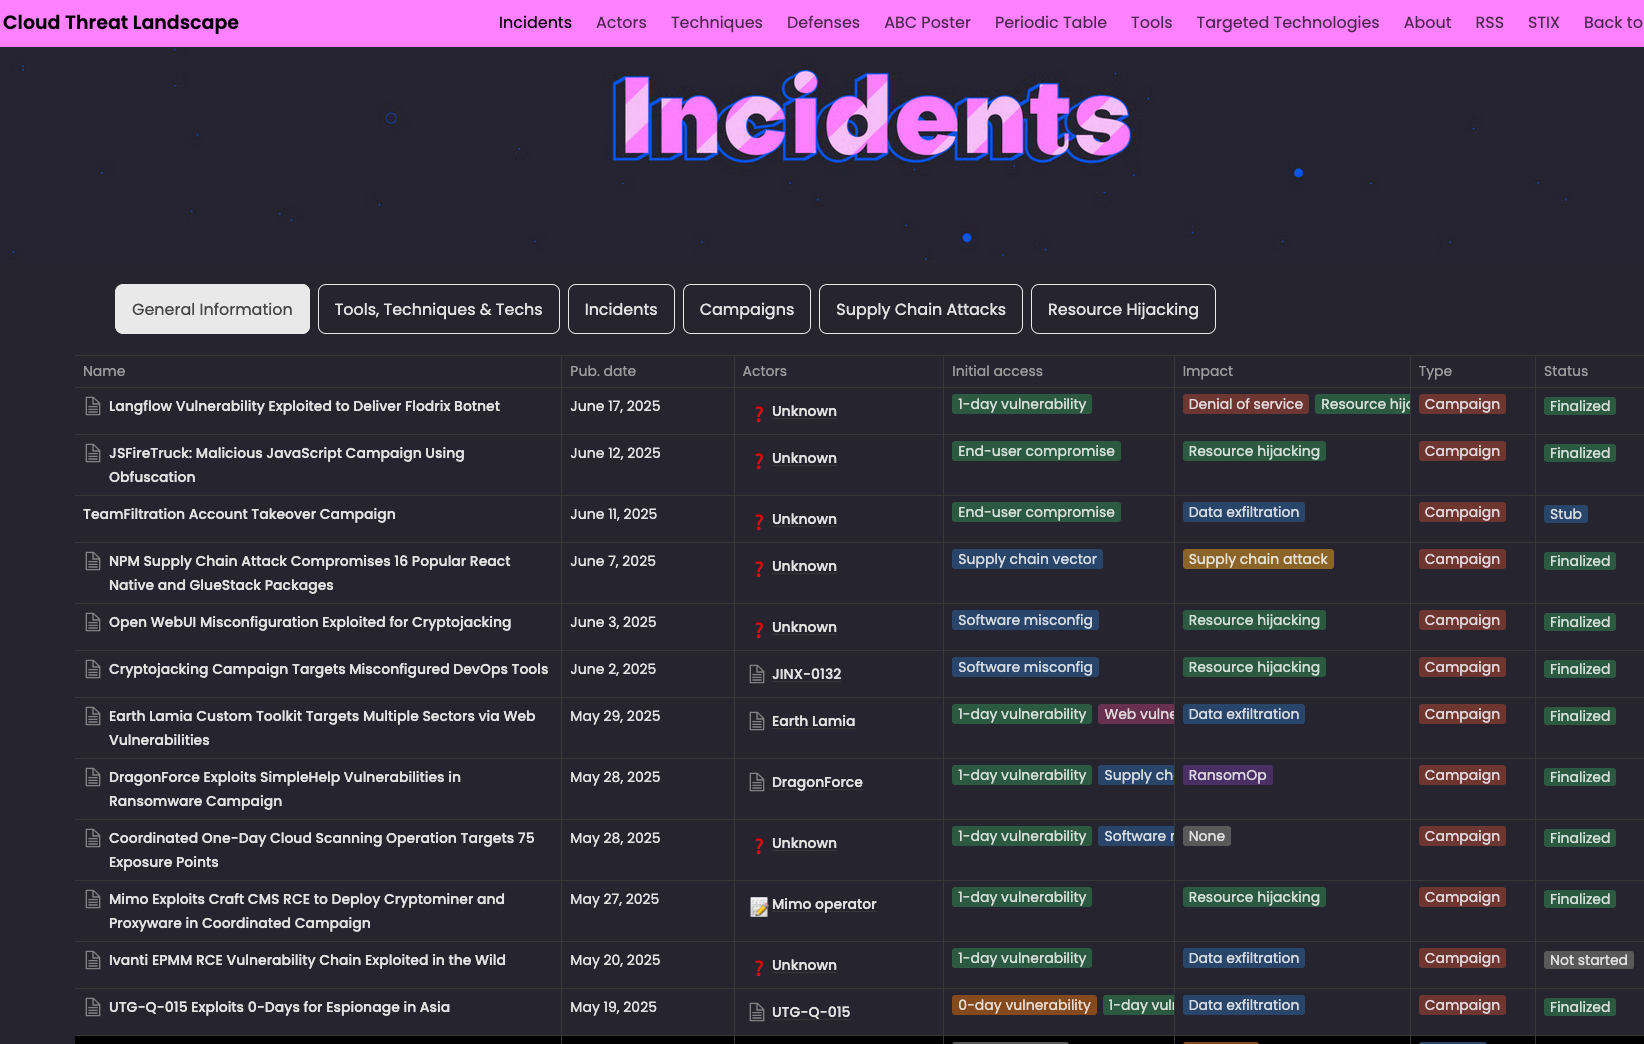 Cloud Threat Landscape
Incidents Actors Techniques Defenses ABC Poster Periodic Table Tools Targeted Technologies About RSS STIX Back to
Incidents
General Information Tools, Techniques & Techs Incidents Campaigns Supply Chain Attacks Resource Hijacking
Name Pub. date Actors Initial access Impact Type Status
Langflow Vulnerability Exploited to Deliver Flodrix Botnet June 17, 2025 Unknown 1-day vulnerability Denial of service Resource hijc Campaign Finalized
JSFireTruck: Malicious JavaScript Campaign Using
Obfuscation June 12, 2025 Unknown End-user compromise Resource hijacking Campaign Finalized
TeamFiltration Account Takeover Campaign June 11, 2025 Unknown End-user compromise Data exfiltration Campaign Stub
NPM Supply Chain Attack Compromises 16 Popular React
Native and GlueStack Packages June 7, 2025 Unknown Supply chain vector Supply chain attack Campaign Finalized
Open WebUI Misconfiguration Exploited for Cryptojacking June 3, 2025 Unknown Software misconfig Resource hijacking Campaign Finalized
Cryptojacking Campaign Targets Misconfigured DevOps Tools June 2, 2025 JINX-0132 Software misconfig Resource hijacking Campaign Finalized
Earth Lamia Custom Toolkit Targets Multiple Sectors via Web
Vulnerabilities May 29, 2025 Earth Lamia 1-day vulnerability Web vulne Data exfiltration Campaign Finalized
DragonForce Exploits SimpleHelp Vulnerabilities in
Ransomware Campaign May 28, 2025 DragonForce 1-day vulnerability Supply ch RansomOp Campaign Finalized
Coordinated One-Day Cloud Scanning Operation Targets 75
Exposure Points May 28, 2025 Unknown 1-day vulnerability Software None Campaign Finalized
Mimo Exploits Craft CMS RCE to Deploy Cryptominer and
Proxyware in Coordinated Campaign May 27, 2025 Mimo operator 1-day vulnerability Resource hijacking Campaign Finalized
Ivanti EPMM RCE Vulnerability Chain Exploited in the Wild May 20, 2025 Unknown 1-day vulnerability Data exfiltration Campaign Not started
UTG-Q-015 Exploits 0-Days for Espionage in Asia May 19, 2025 UTG-Q-015 0-day vulnerability 1-day vul Data exfiltration Campaign Finalized